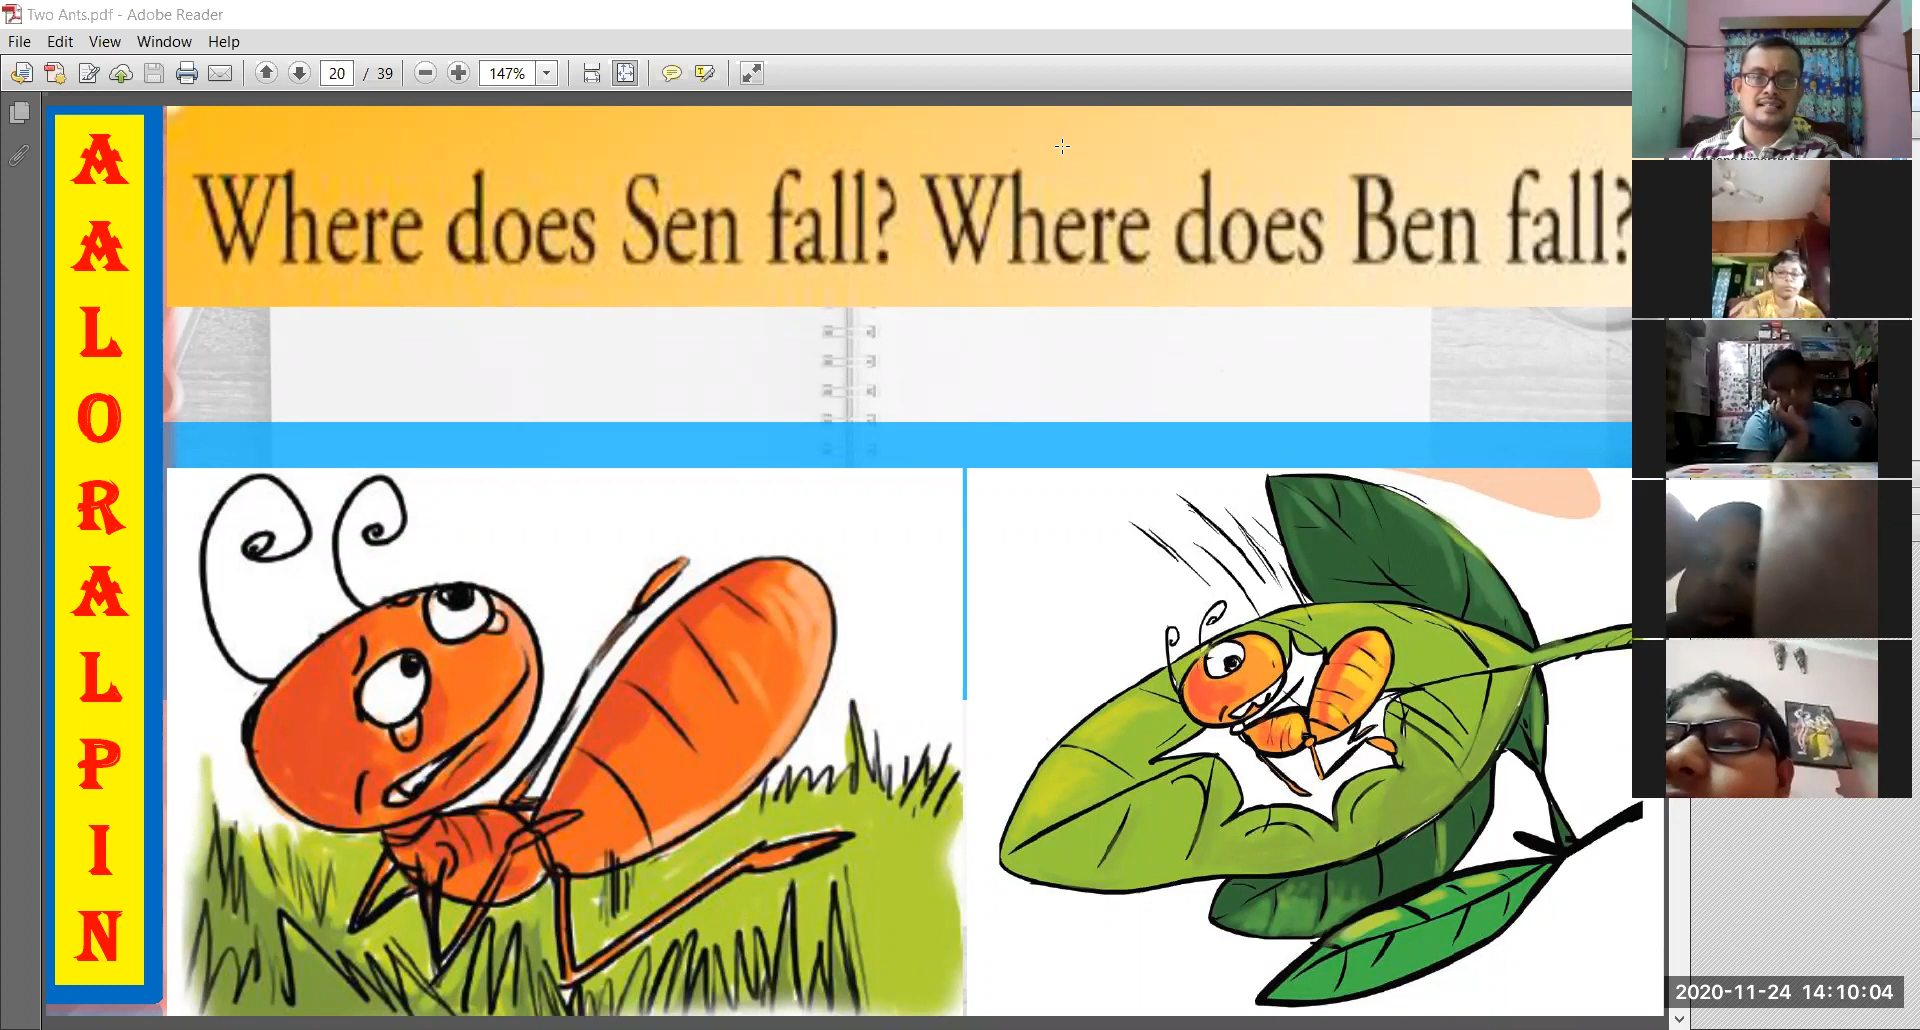 Two Ants.pdf - Adobe Reader
File Edit View Window Help
20 / 39 147%
Where does Sen fall? Where does Ben fall?
A
A
L
O
R
A
L
P
I
N
2020-11-24 14:10:04